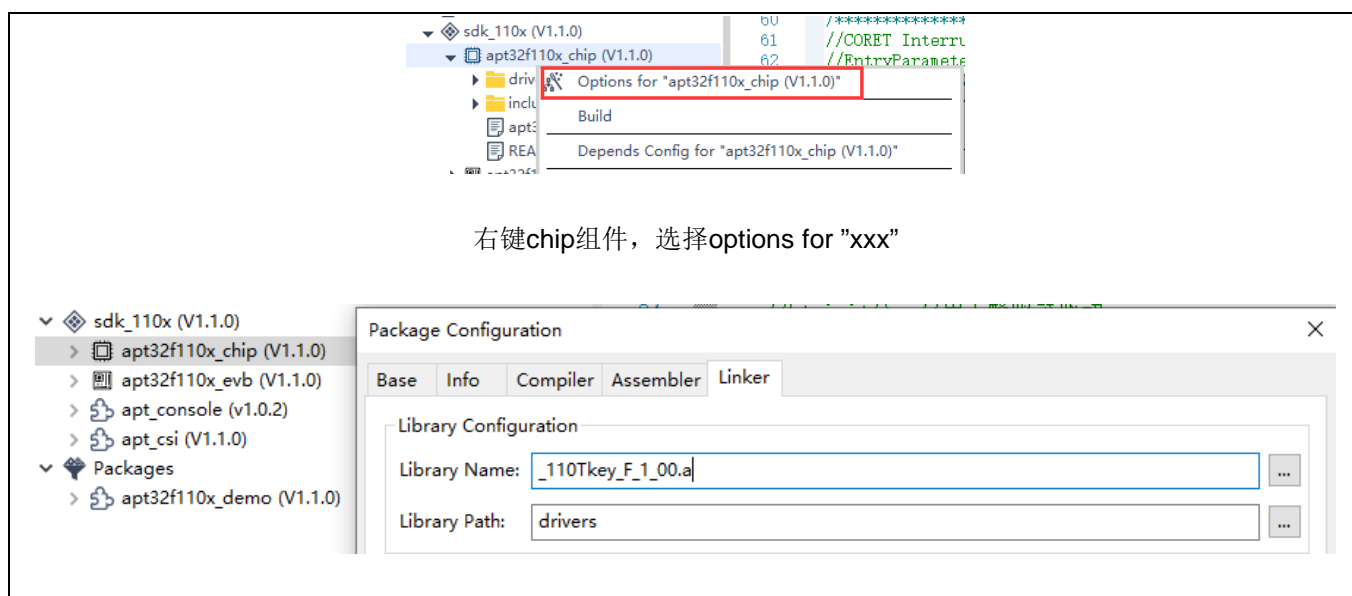 sdk_110x (V1.1.0)
60 /**************
61 //CORET Interru
apt32f110x_chip (V1.1.0)
62 //EntryParamete
driv
Options for "apt32f110x_chip (V1.1.0)"
inclu
Build
apt3
REA
Depends Config for "apt32f110x_chip (V1.1.0)"
右键chip组件，选择options for ”xxx”
sdk_110x (V1.1.0)
apt32f110x_chip (V1.1.0)
apt32f110x_evb (V1.1.0)
apt_console (v1.0.2)
apt_csi (V1.1.0)
Packages
apt32f110x_demo (V1.1.0)
Package Configuration
Base Info Compiler Assembler Linker
Library Configuration
Library Name: _110Tkey_F_1_00.a ...
Library Path: drivers ...